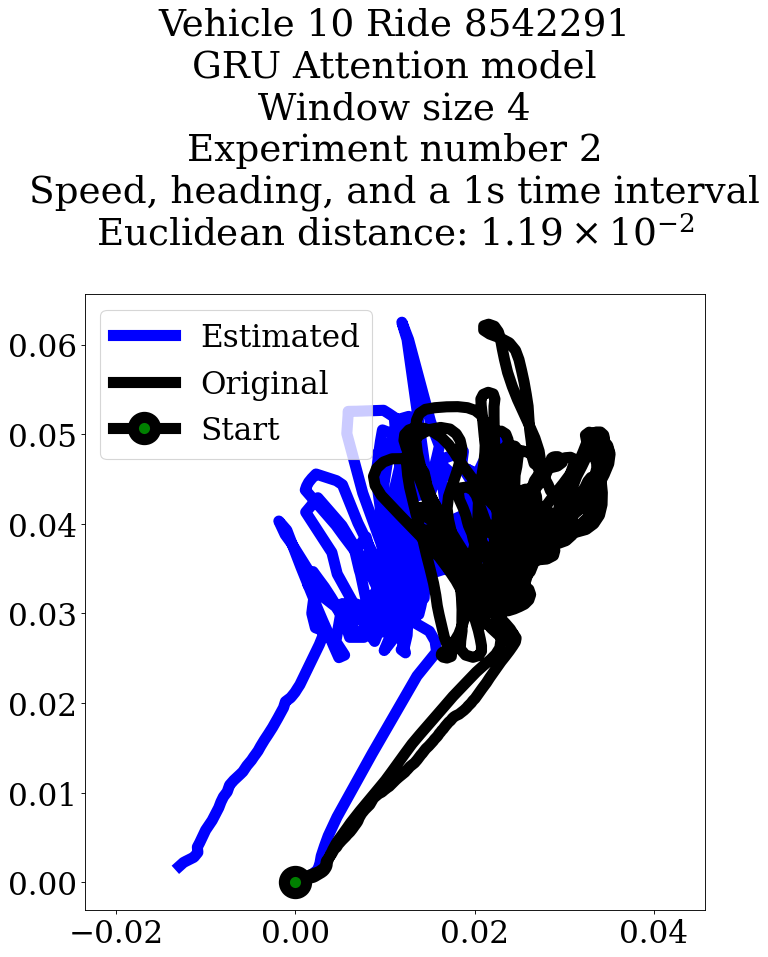 Vehicle 10 Ride 8542291
GRU Attention model
Window size 4
Experiment number 2
Speed, heading, and a 1s time interval
Euclidean distance: 1.19 × 10⁻²
Estimated
Original
Start
0.06
0.05
0.04
0.03
0.02
0.01
0.00
−0.02 0.00 0.02 0.04